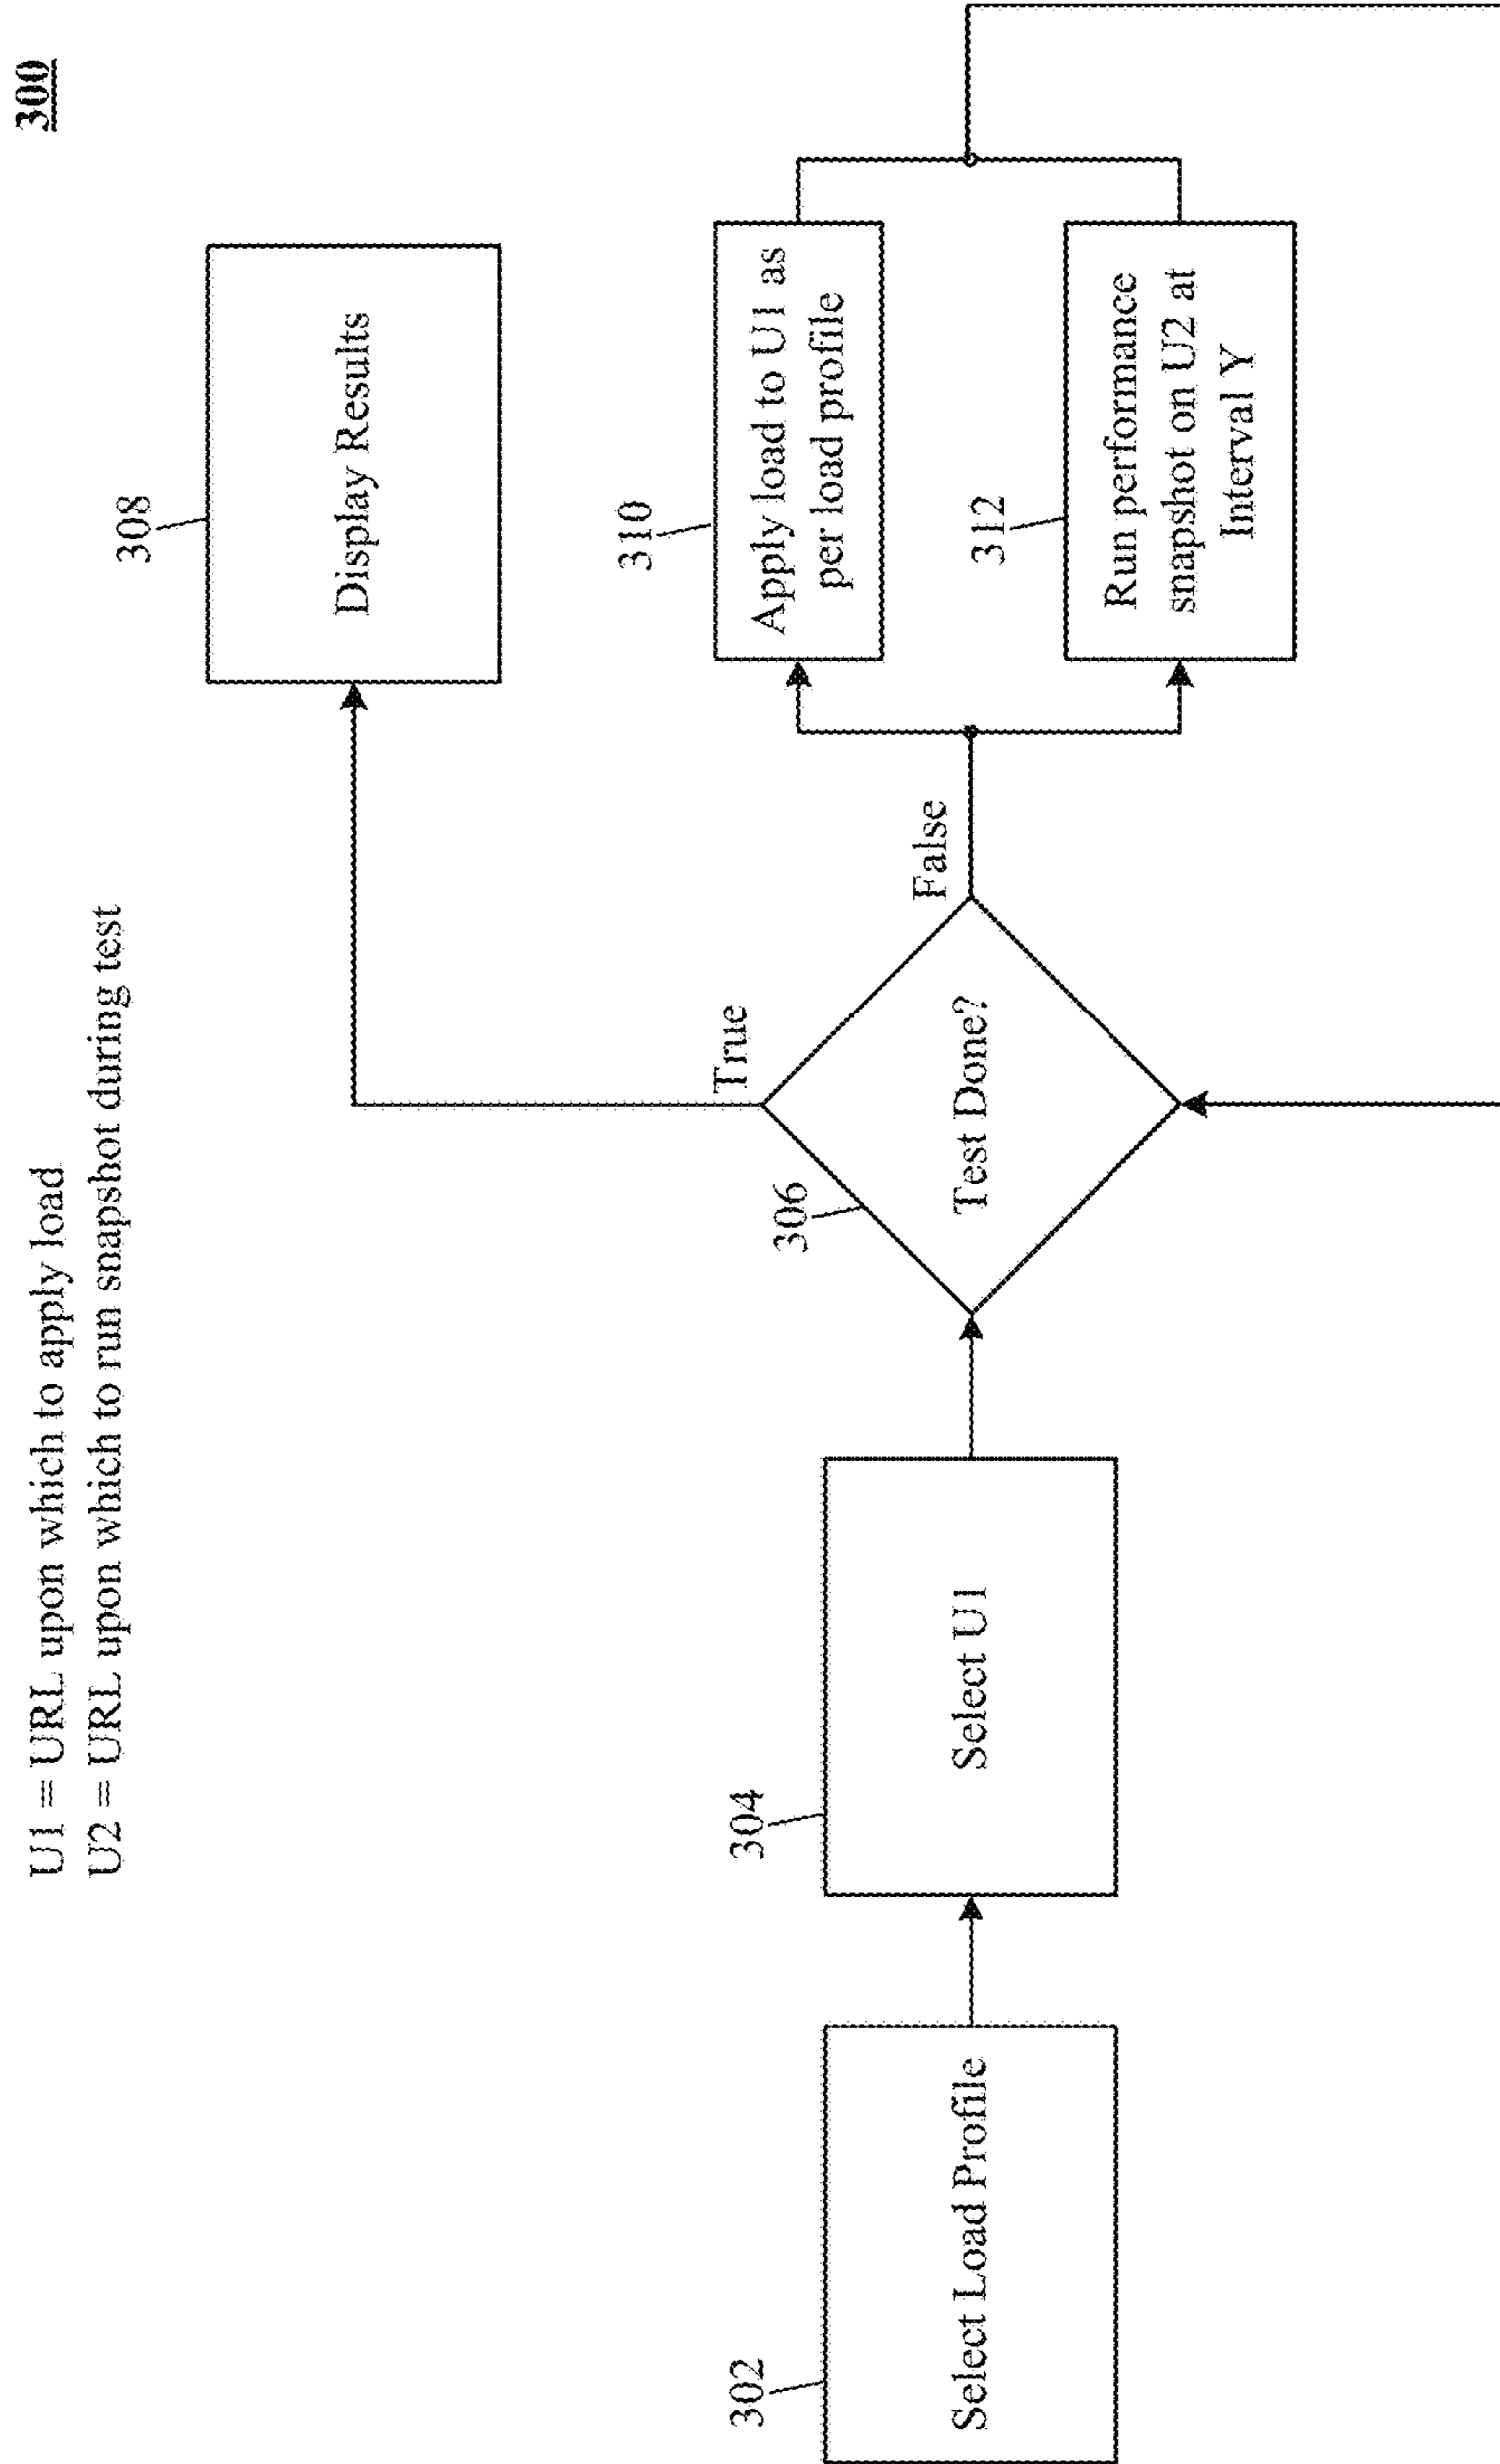 300
U1 = URL upon which to apply load
U2 = URL upon which to run snapshot during test
302
Select Load Profile
304
Select U1
306
Test Done?
True
False
308
Display Results
310
Apply load to U1 as
per load profile
312
Run performance
snapshot on U2 at
Interval Y